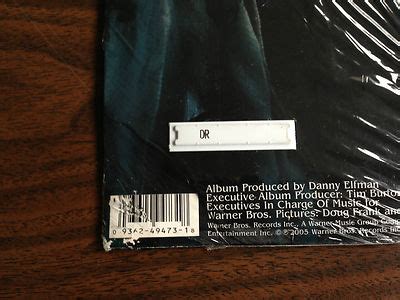 DR
Album Produced by Danny Elfman
Executive Album Producer: Tim Burton
Executives In Charge Of Music for
Warner Bros. Pictures: Doug Frank and
Warner Bros. Records Inc., A Warner Music Group
Entertainment Inc. © ℗ 2005 Warner Bros. Records Inc.
0 9362-49473-1 8